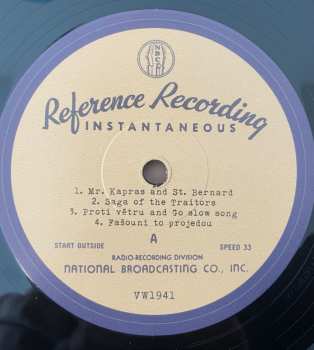 NBC
Reference Recording
INSTANTANEOUS
1. Mr. Kapras and St. Bernard
2. Saga of the Traitors
3. Proti větru and Go slow song
4. Fašouni to projedou
START OUTSIDE
A
SPEED 33
RADIO-RECORDING DIVISION
NATIONAL BROADCASTING CO., INC.
VW1941